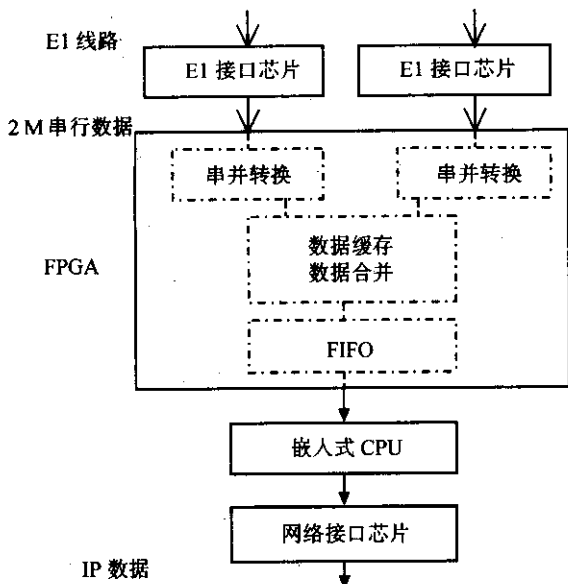 E1 线路
E1 接口芯片
E1 接口芯片
2 M 串行数据
串并转换
串并转换
数据缓存
数据合并
FPGA
FIFO
嵌入式 CPU
网络接口芯片
IP 数据